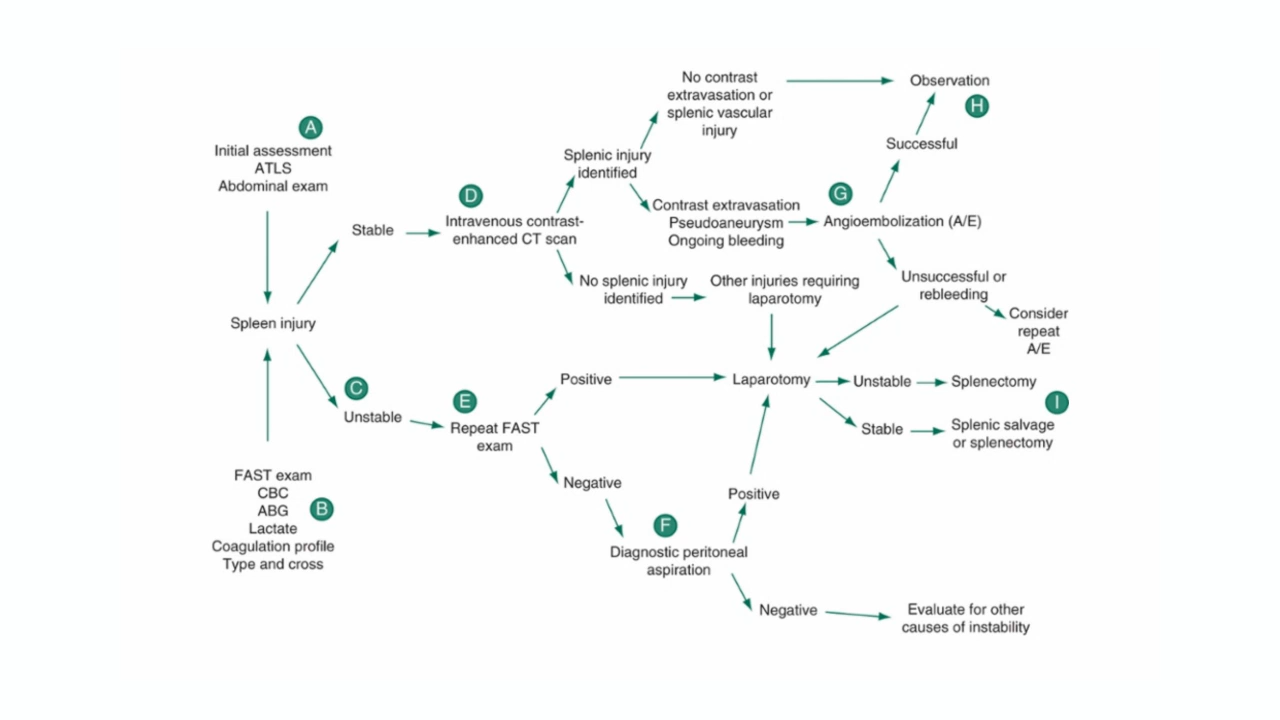 A
Initial assessment
ATLS
Abdominal exam
Spleen injury
FAST exam
CBC
ABG
B
Lactate
Coagulation profile
Type and cross
Stable
C
Unstable
D
Intravenous contrast-
enhanced CT scan
E
Repeat FAST
exam
Splenic injury
identified
No contrast
extravasation or
splenic vascular
injury
Observation
H
Contrast extravasation
Pseudoaneurysm
Ongoing bleeding
G
Angioembolization (A/E)
Successful
Unsuccessful or
rebleeding
Consider
repeat
A/E
No splenic injury
identified
Other injuries requiring
laparotomy
Positive
Laparotomy
Unstable
Splenectomy
I
Stable
Splenic salvage
or splenectomy
Negative
F
Diagnostic peritoneal
aspiration
Positive
Negative
Evaluate for other
causes of instability